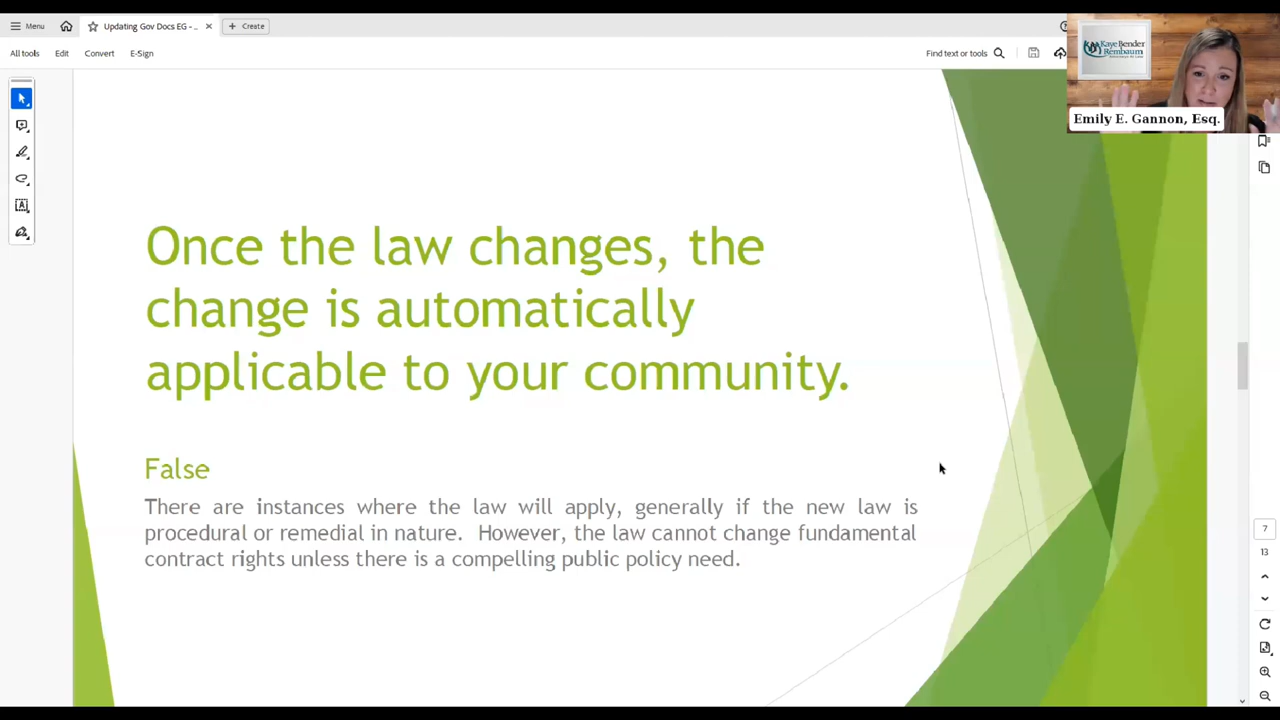 Menu
Updating Gov Docs EG - ..
Create
All tools
Edit
Convert
E-Sign
Find text or tools
Kaye Bender
Rembaum
Emily E. Gannon, Esq.
Once the law changes, the
change is automatically
applicable to your community.
False
There are instances where the law will apply, generally if the new law is
procedural or remedial in nature. However, the law cannot change fundamental
contract rights unless there is a compelling public policy need.
7
13